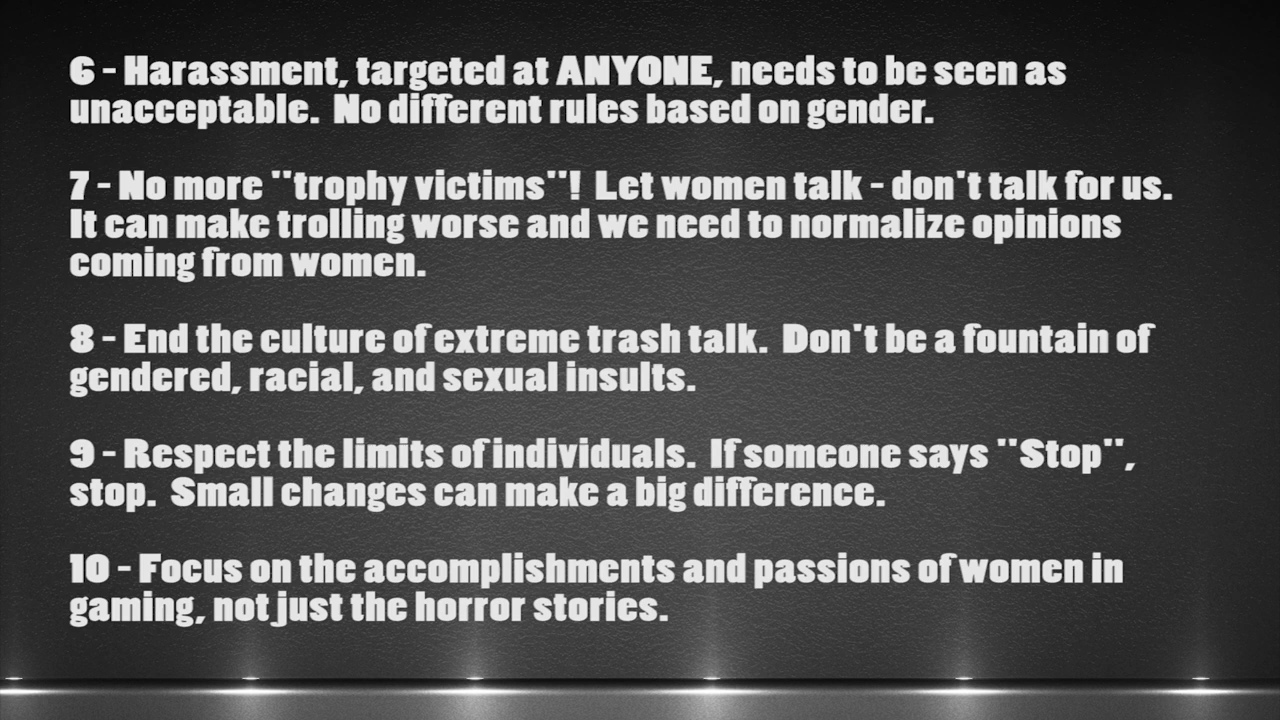 6 - Harassment, targeted at ANYONE, needs to be seen as
unacceptable.  No different rules based on gender.
7 - No more "trophy victims"!  Let women talk - don't talk for us.
It can make trolling worse and we need to normalize opinions
coming from women.
8 - End the culture of extreme trash talk.  Don't be a fountain of
gendered, racial, and sexual insults.
9 - Respect the limits of individuals.  If someone says "Stop",
stop.  Small changes can make a big difference.
10 - Focus on the accomplishments and passions of women in
gaming, not just the horror stories.